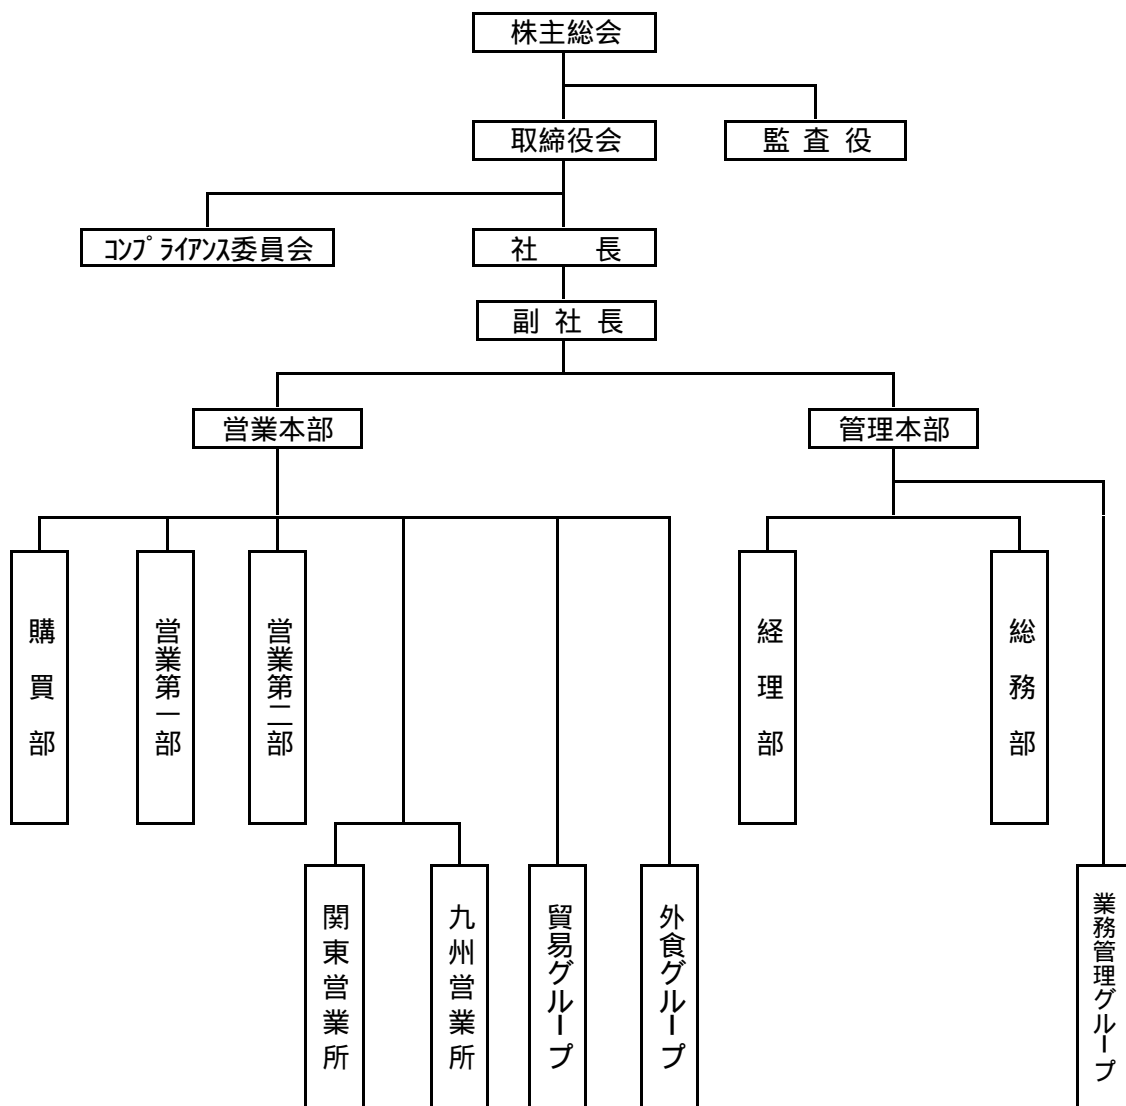 株主総会
取締役会
監査役
ｺﾝﾌﾟﾗｲｱﾝｽ委員会
社長
副社長
営業本部
管理本部
購買部
営業第一部
営業第二部
経理部
総務部
関東営業所
九州営業所
貿易グループ
外食グループ
業務管理グループ